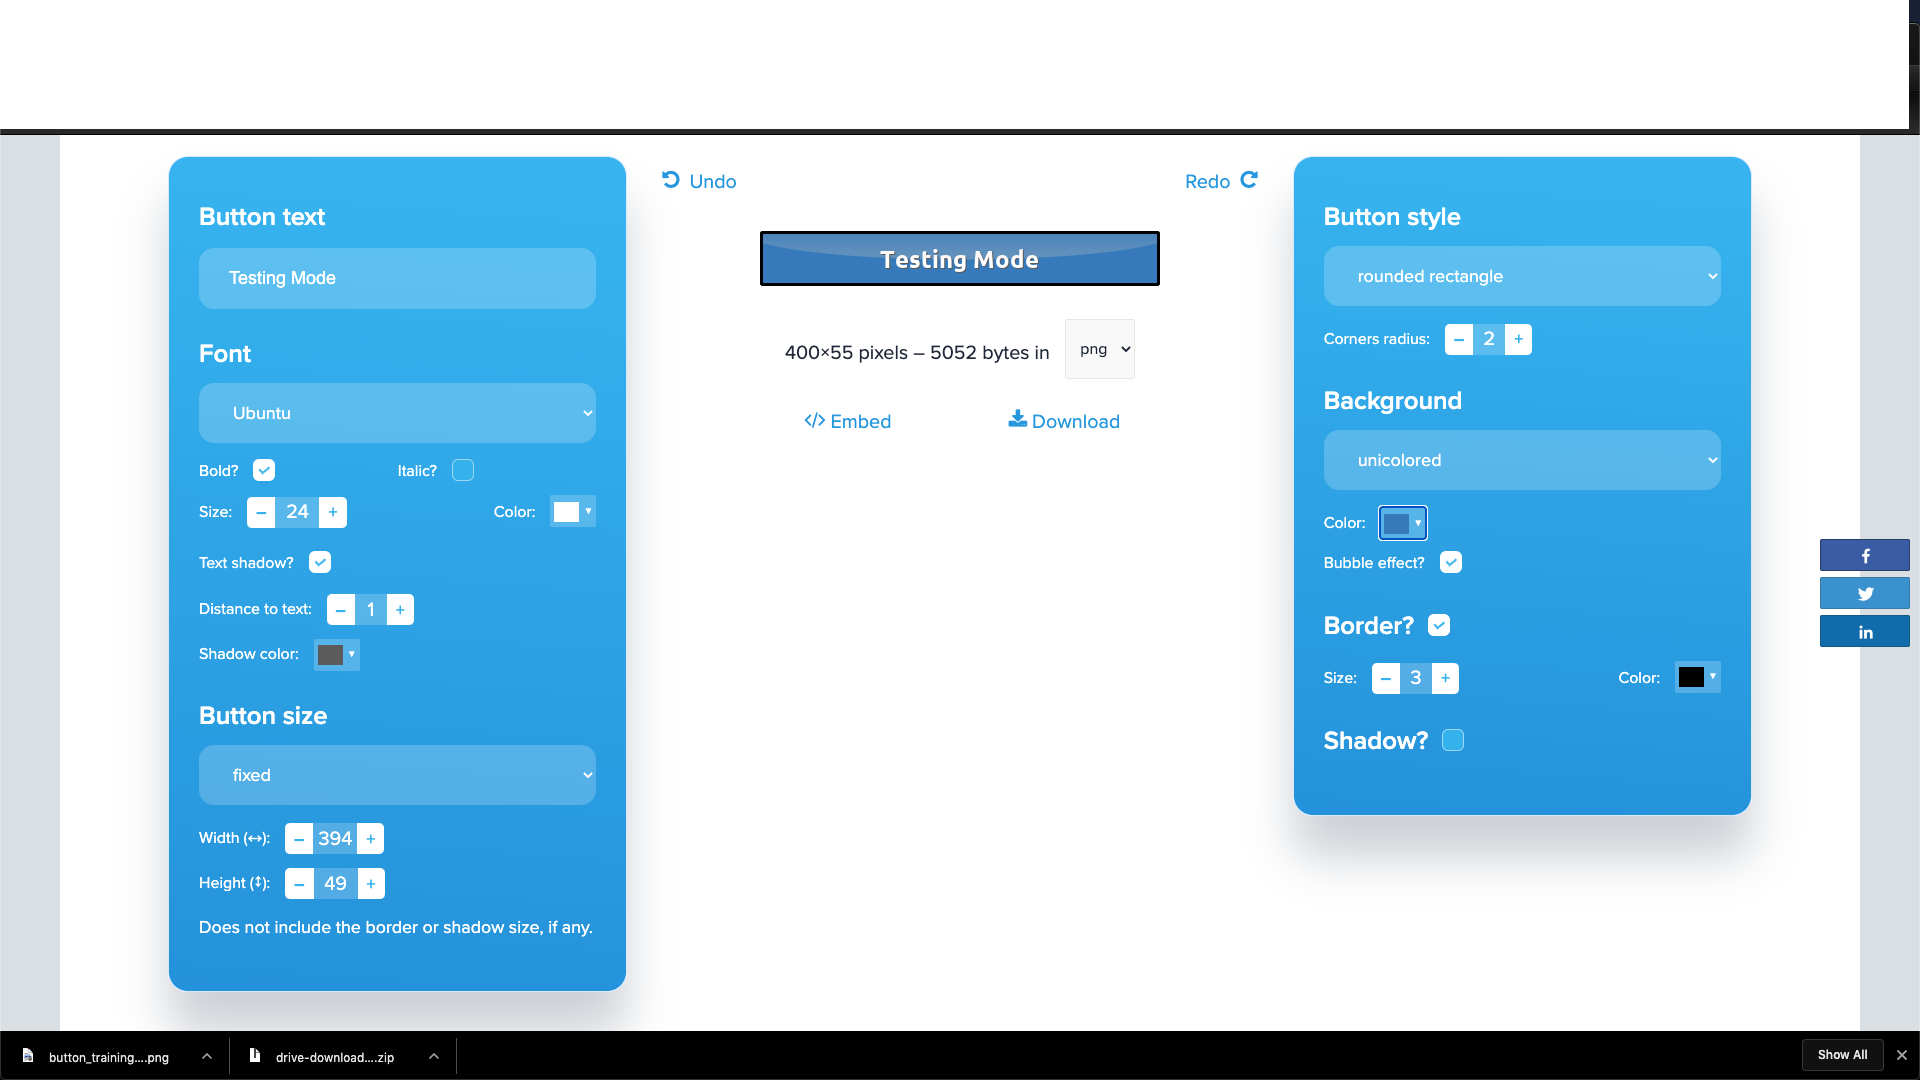 Button text
Testing Mode
Font
Ubuntu
Bold?
Italic?
Size: − 24 +
Color:
Text shadow?
Distance to text: − 1 +
Shadow color:
Button size
fixed
Width (↔): − 394 +
Height (↕): − 49 +
Does not include the border or shadow size, if any.
Undo
Redo
Testing Mode
400×55 pixels – 5052 bytes in png
</> Embed
Download
Button style
rounded rectangle
Corners radius: − 2 +
Background
unicolored
Color:
Bubble effect?
Border?
Size: − 3 +
Color:
Shadow?
f
in
button_training....png
drive-download....zip
Show All